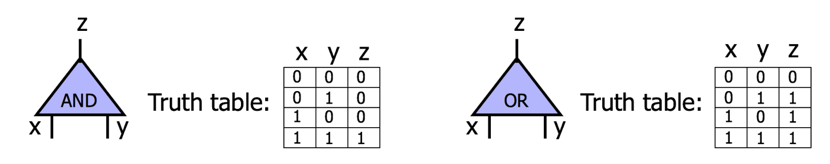 z
AND
x y
Truth table:
x y z
0 0 0
0 1 0
1 0 0
1 1 1
z
OR
x y
Truth table:
x y z
0 0 0
0 1 1
1 0 1
1 1 1